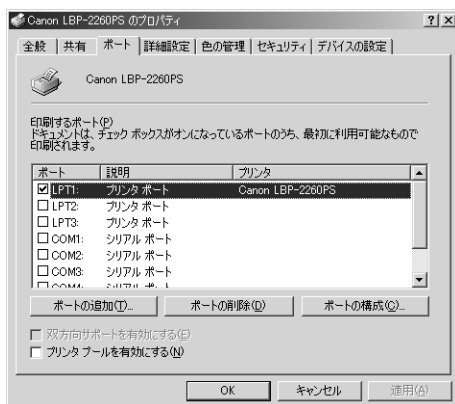 Canon LBP-2260PS のプロパティ
全般 共有 ポート 詳細設定 色の管理 セキュリティ デバイスの設定
Canon LBP-2260PS
印刷するポート(P)
ドキュメントは、チェック ボックスがオンになっているポートのうち、最初に利用可能なもので
印刷されます。
ポート 説明 プリンタ
LPT1: プリンタ ポート Canon LBP-2260PS
LPT2: プリンタ ポート
LPT3: プリンタ ポート
COM1: シリアル ポート
COM2: シリアル ポート
COM3: シリアル ポート
COM4: シリアル ポート
ポートの追加(T)... ポートの削除(D) ポートの構成(C)...
双方向サポートを有効にする(E)
プリンタ プールを有効にする(N)
OK キャンセル 適用(A)